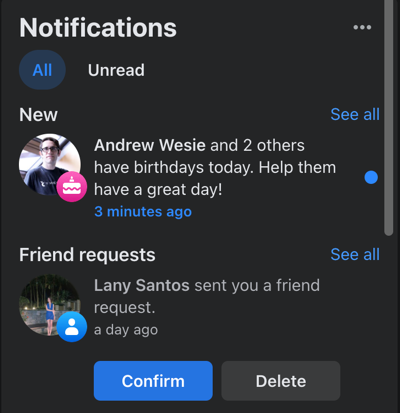 Notifications
All
Unread
New
See all
Andrew Wesie and 2 others
have birthdays today. Help them
have a great day!
3 minutes ago
Friend requests
See all
Lany Santos sent you a friend
request.
a day ago
Confirm
Delete